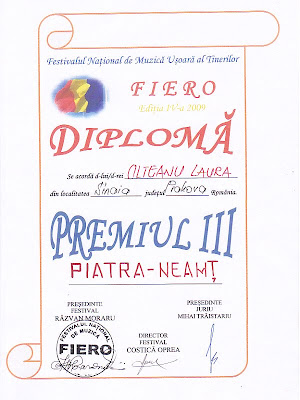 Festivalul Național de Muzică Ușoară al Tinerilor
FIERO
Ediția IV-a 2006
DIPLOMĂ
Se acordă d-lui/d-rei OLTEANU LAURA
din localitatea Sinaia județul Prahova România.
PREMIUL III
PIATRA-NEAMȚ
PREȘEDINTE
FESTIVAL
RĂZVAN MORARU
PREȘEDINTE
JURIU
MIHAI TRĂISTARIU
DIRECTOR
FESTIVAL
COSTICĂ OPREA
FESTIVALUL NAȚIONAL
DE MUZICĂ
FIERO